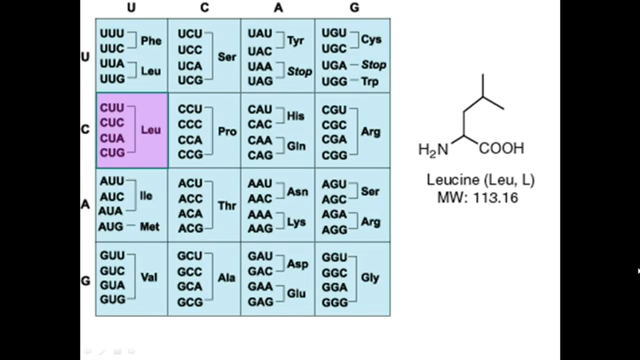 U C A G
U
UUU
UUC
Phe
UUA
UUG
Leu
UCU
UCC
UCA
UCG
Ser
UAU
UAC
Tyr
UAA
UAG
Stop
UGU
UGC
Cys
UGA Stop
UGG Trp
C
CUU
CUC
CUA
CUG
Leu
CCU
CCC
CCA
CCG
Pro
CAU
CAC
His
CAA
CAG
Gln
CGU
CGC
CGA
CGG
Arg
A
AUU
AUC
AUA
Ile
AUG Met
ACU
ACC
ACA
ACG
Thr
AAU
AAC
Asn
AAA
AAG
Lys
AGU
AGC
Ser
AGA
AGG
Arg
G
GUU
GUC
GUA
GUG
Val
GCU
GCC
GCA
GCG
Ala
GAU
GAC
Asp
GAA
GAG
Glu
GGU
GGC
GGA
GGG
Gly
H₂N COOH
Leucine (Leu, L)
MW: 113.16